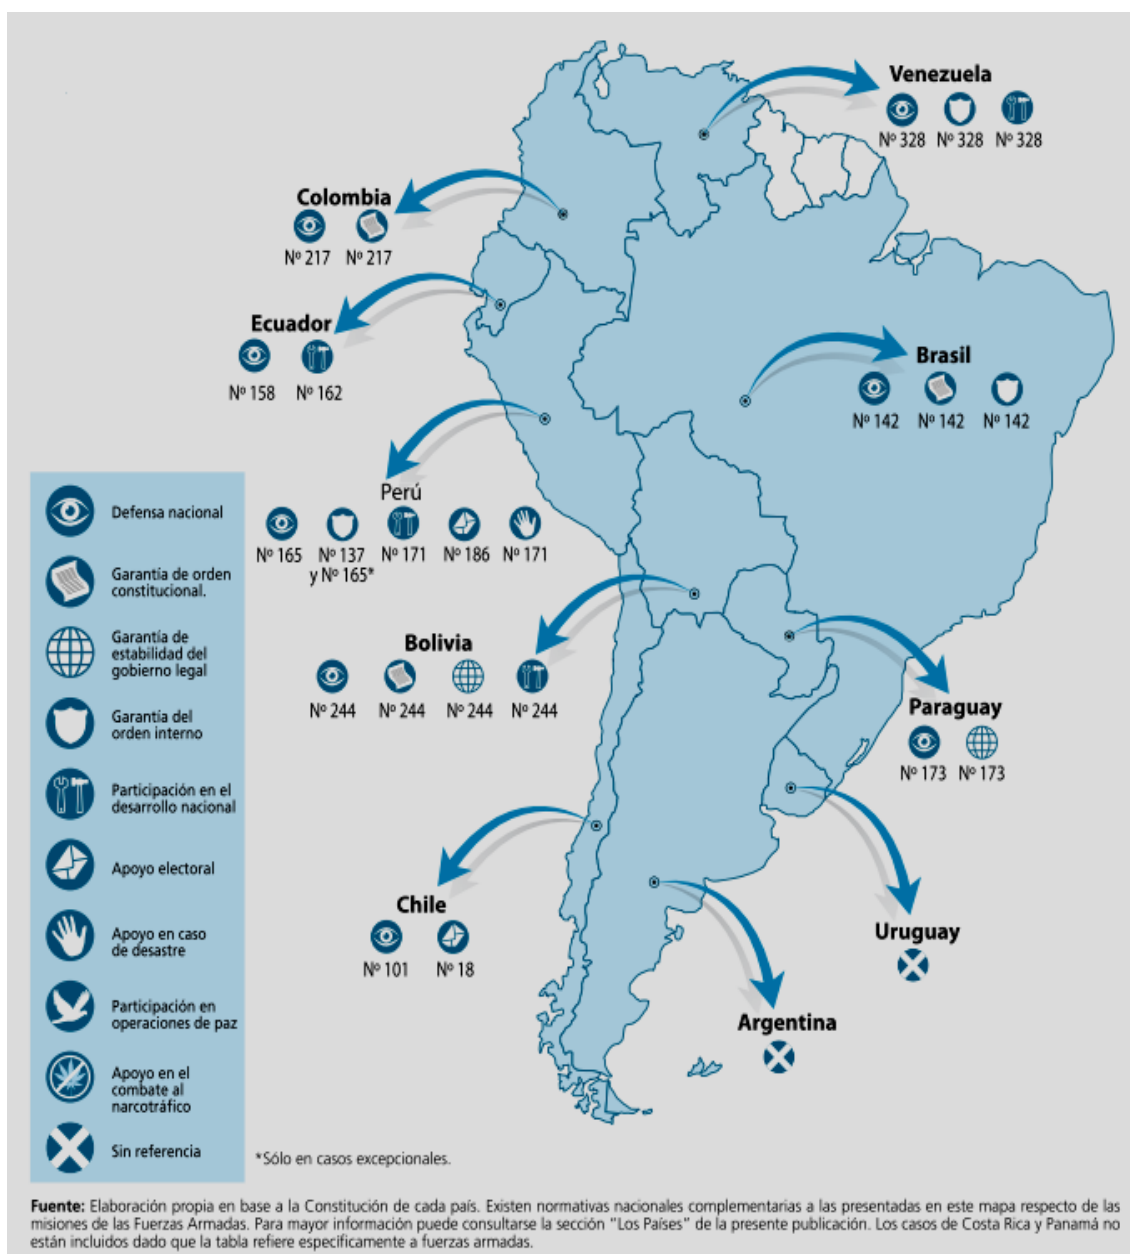 Venezuela
Nº 328 Nº 328 Nº 328
Colombia
Nº 217 Nº 217
Ecuador
Nº 158 Nº 162
Brasil
Nº 142 Nº 142 Nº 142
Perú
Nº 165 Nº 137 Nº 171 Nº 186 Nº 171
y Nº 165*
Bolivia
Nº 244 Nº 244 Nº 244 Nº 244
Paraguay
Nº 173 Nº 173
Chile
Nº 101 Nº 18
Uruguay
Argentina
Defensa nacional
Garantía de orden
constitucional.
Garantía de
estabilidad del
gobierno legal
Garantía del
orden interno
Participación en el
desarrollo nacional
Apoyo electoral
Apoyo en caso
de desastre
Participación en
operaciones de paz
Apoyo en el
combate al
narcotráfico
Sin referencia
*Sólo en casos excepcionales.
Fuente: Elaboración propia en base a la Constitución de cada país. Existen normativas nacionales complementarias a las presentadas en este mapa respecto de las
misiones de las Fuerzas Armadas. Para mayor información puede consultarse la sección "Los Países" de la presente publicación. Los casos de Costa Rica y Panamá no
están incluidos dado que la tabla refiere específicamente a fuerzas armadas.